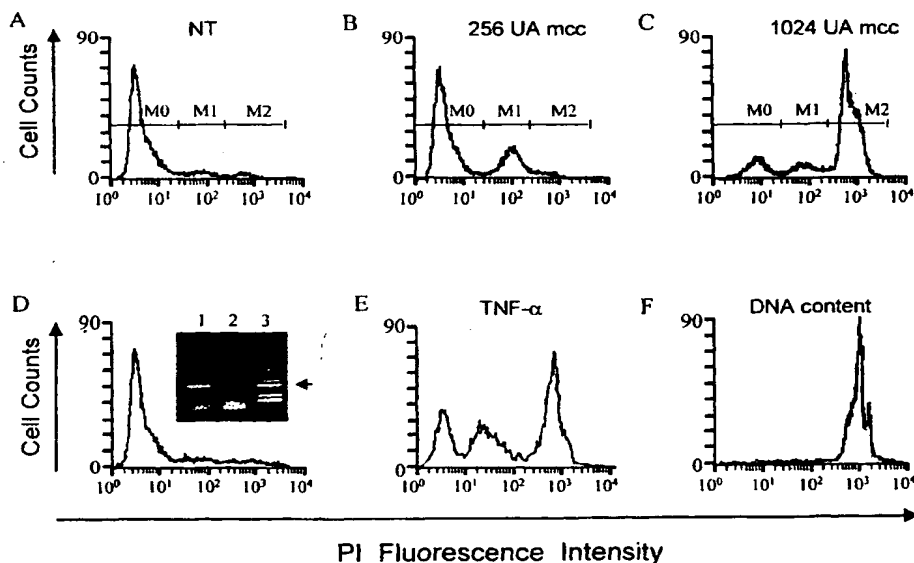 A NT
B 256 UA mcc
C 1024 UA mcc
Cell Counts
90
M0 M1 M2
0
10⁰ 10¹ 10² 10³ 10⁴
90
M0 M1 M2
0
10⁰ 10¹ 10² 10³ 10⁴
90
M0 M1 M2
0
10⁰ 10¹ 10² 10³ 10⁴
D
1 2 3
E TNF-α
F DNA content
Cell Counts
90
0
10⁰ 10¹ 10² 10³ 10⁴
90
0
10⁰ 10¹ 10² 10³ 10⁴
90
0
10⁰ 10¹ 10² 10³ 10⁴
PI Fluorescence Intensity